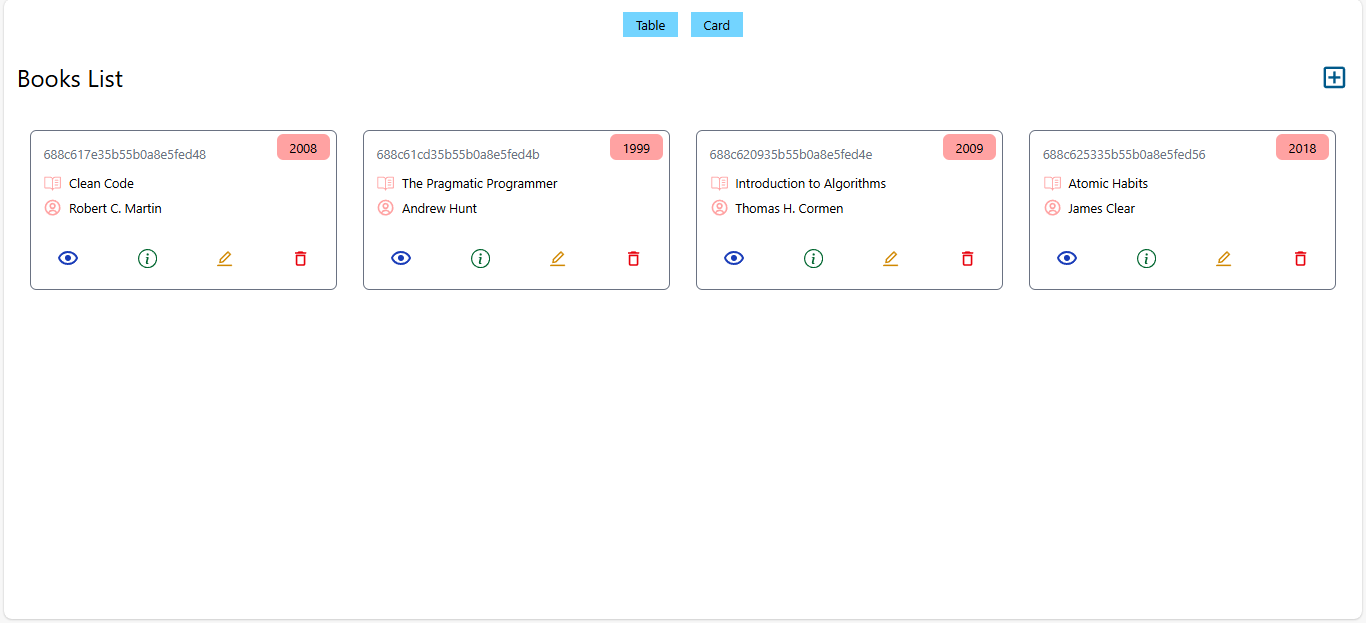 Table Card
Books List
688c617e35b55b0a8e5fed48 2008
Clean Code
Robert C. Martin
688c61cd35b55b0a8e5fed4b 1999
The Pragmatic Programmer
Andrew Hunt
688c620935b55b0a8e5fed4e 2009
Introduction to Algorithms
Thomas H. Cormen
688c625335b55b0a8e5fed56 2018
Atomic Habits
James Clear